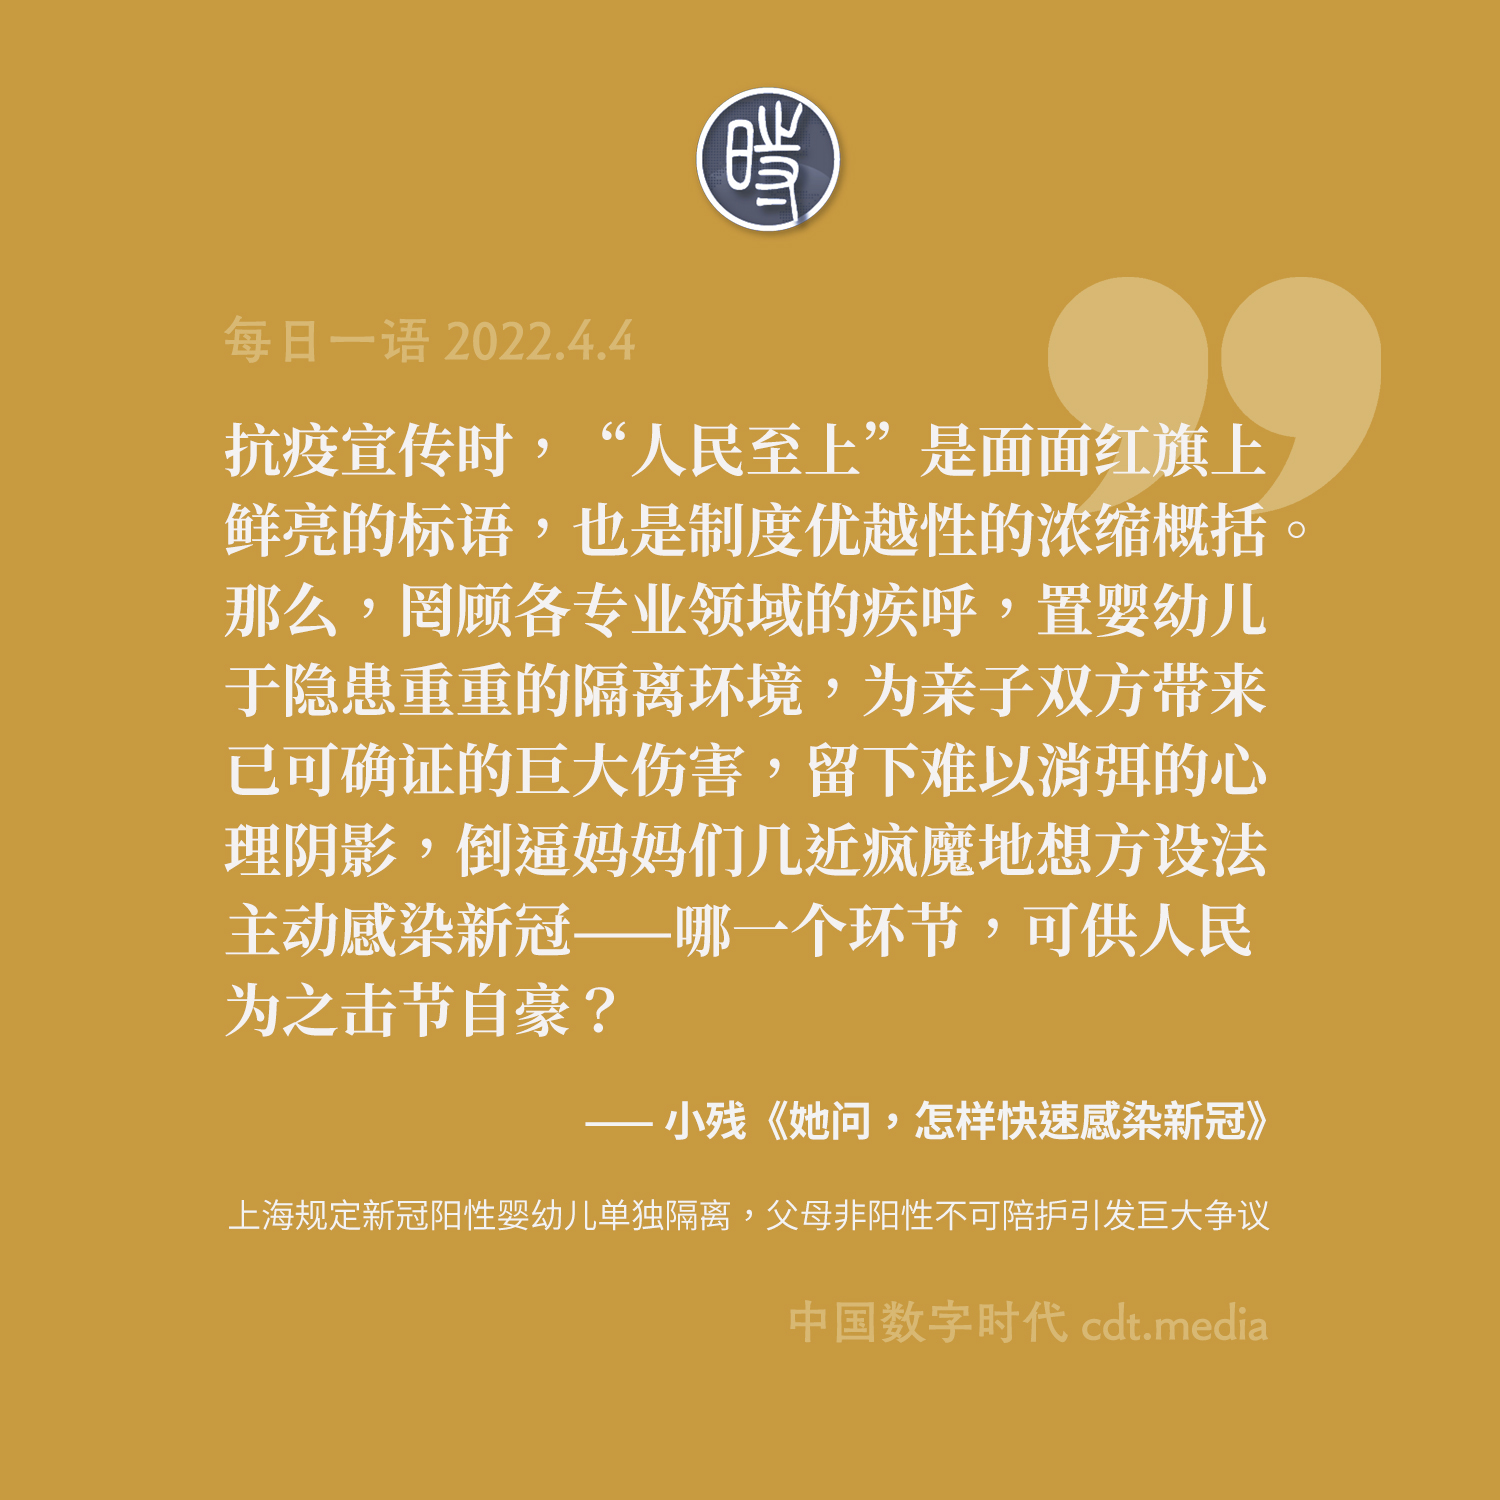 時
每日一语 2022.4.4
抗疫宣传时，“人民至上”是面面红旗上
鲜亮的标语，也是制度优越性的浓缩概括。
那么，罔顾各专业领域的疾呼，置婴幼儿
于隐患重重的隔离环境，为亲子双方带来
已可确证的巨大伤害，留下难以消弭的心
理阴影，倒逼妈妈们几近疯魔地想方设法
主动感染新冠——哪一个环节，可供人民
为之击节自豪？
—— 小残《她问，怎样快速感染新冠》
上海规定新冠阳性婴幼儿单独隔离，父母非阳性不可陪护引发巨大争议
中国数字时代 cdt.media